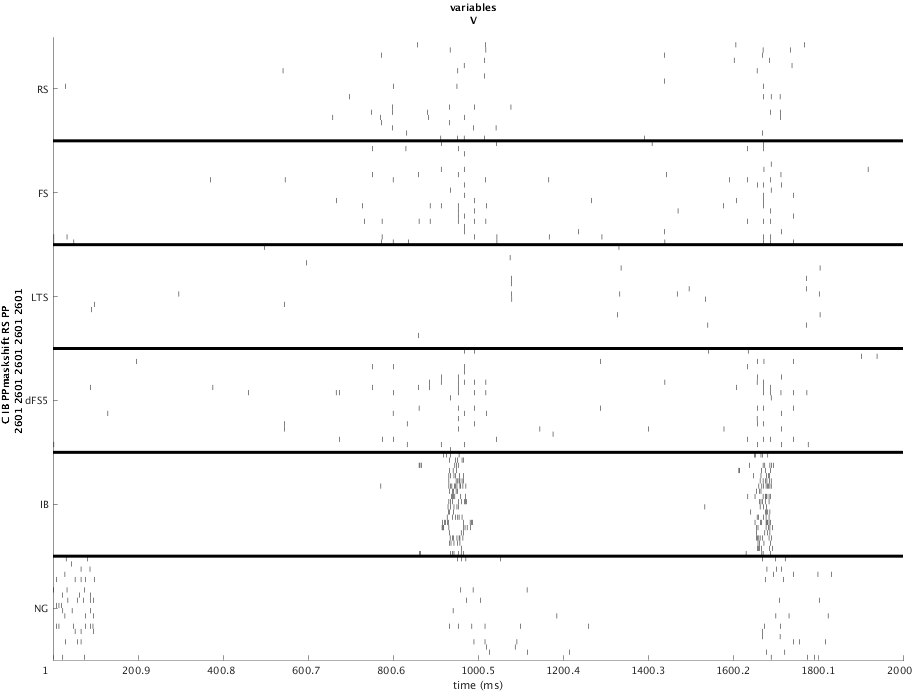 variables
V
RS
FS
LTS
dFS5
IB
NG
C IB PPmaskshift RS PP
2601 2601 2601 2601 2601
1
200.9
400.8
600.7
800.6
1000.5
1200.4
1400.3
1600.2
1800.1
2000
time (ms)